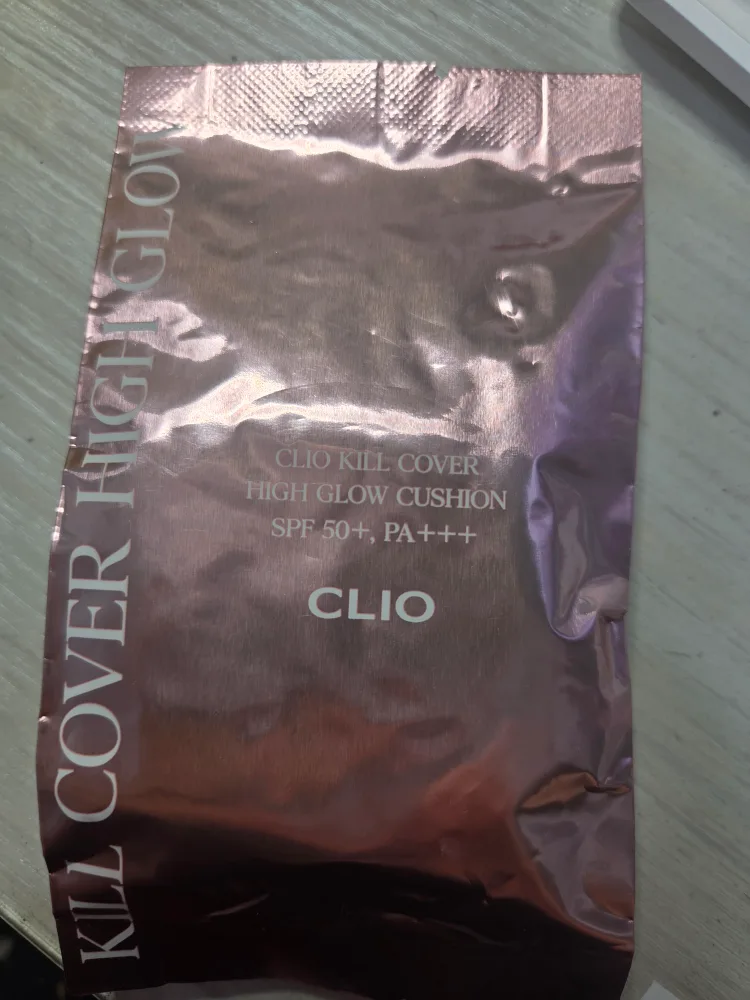 KILL COVER HIGH GLOW
CLIO KILL COVER
HIGH GLOW CUSHION
SPF 50+, PA+++
CLIO